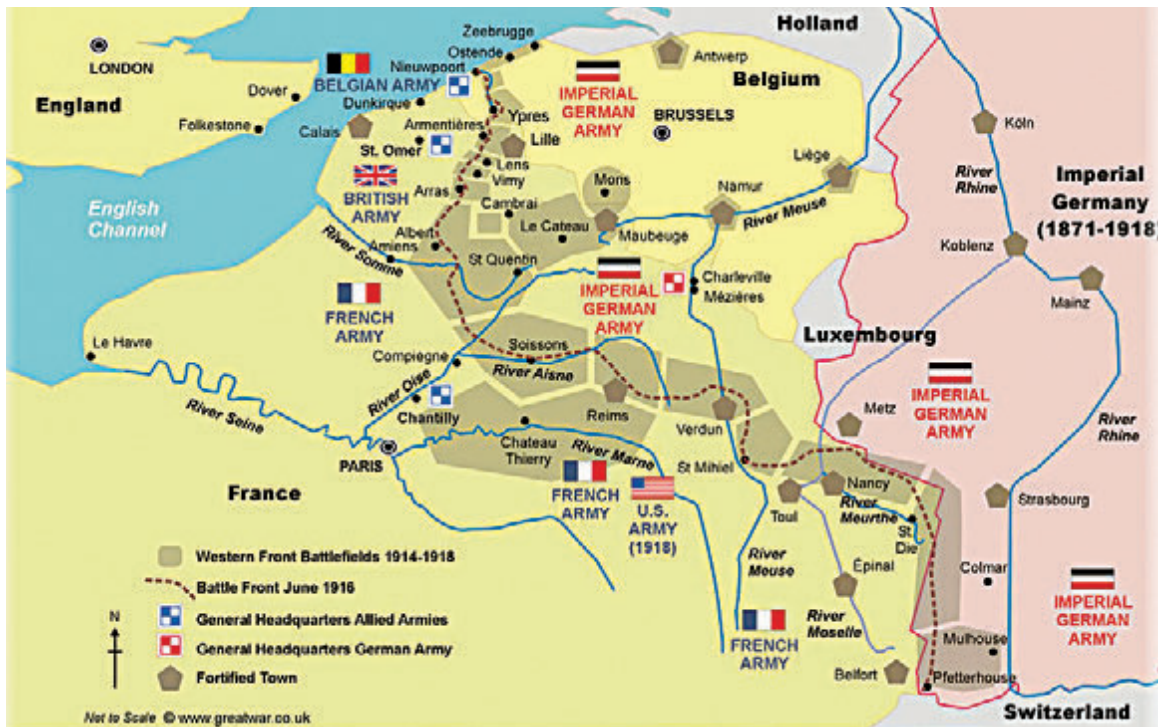 Holland
Zeebrugge
Ostende
Nieuwpoort
Antwerp
LONDON
BELGIAN ARMY
Belgium
England
Dover
Dunkirque
IMPERIAL
GERMAN
ARMY
Ypres
BRUSSELS
Köln
Folkestone
Calais
Armentières
Lille
St. Omer
Liège
River
Rhine
Imperial
Germany
(1871-1918)
Lens
Vimy
BRITISH
ARMY
Arras
Mons
Namur
River Meuse
English
Channel
Cambrai
Le Cateau
Maubeuge
Koblenz
Albert
Amiens
River Somme
St Quentin
Charleville
Mézières
Mainz
IMPERIAL
GERMAN
ARMY
FRENCH
ARMY
Luxembourg
Le Havre
Soissons
Compiègne
River Aisne
River Oise
IMPERIAL
GERMAN
ARMY
Metz
Chantilly
Reims
Verdun
River
Rhine
River Seine
PARIS
Chateau
Thierry
River Marne
St Mihiel
France
FRENCH
ARMY
U.S.
ARMY
(1918)
Toul
Nancy
River
Meurthe
St.
Die
Strasbourg
Western Front Battlefields 1914-1918
River
Meuse
Épinal
Colmar
Battle Front June 1916
N
General Headquarters Allied Armies
River
Moselle
IMPERIAL
GERMAN
ARMY
General Headquarters German Army
FRENCH
ARMY
Mulhouse
Fortified Town
Belfort
Pfetterhouse
Switzerland
Not to Scale © www.greatwar.co.uk